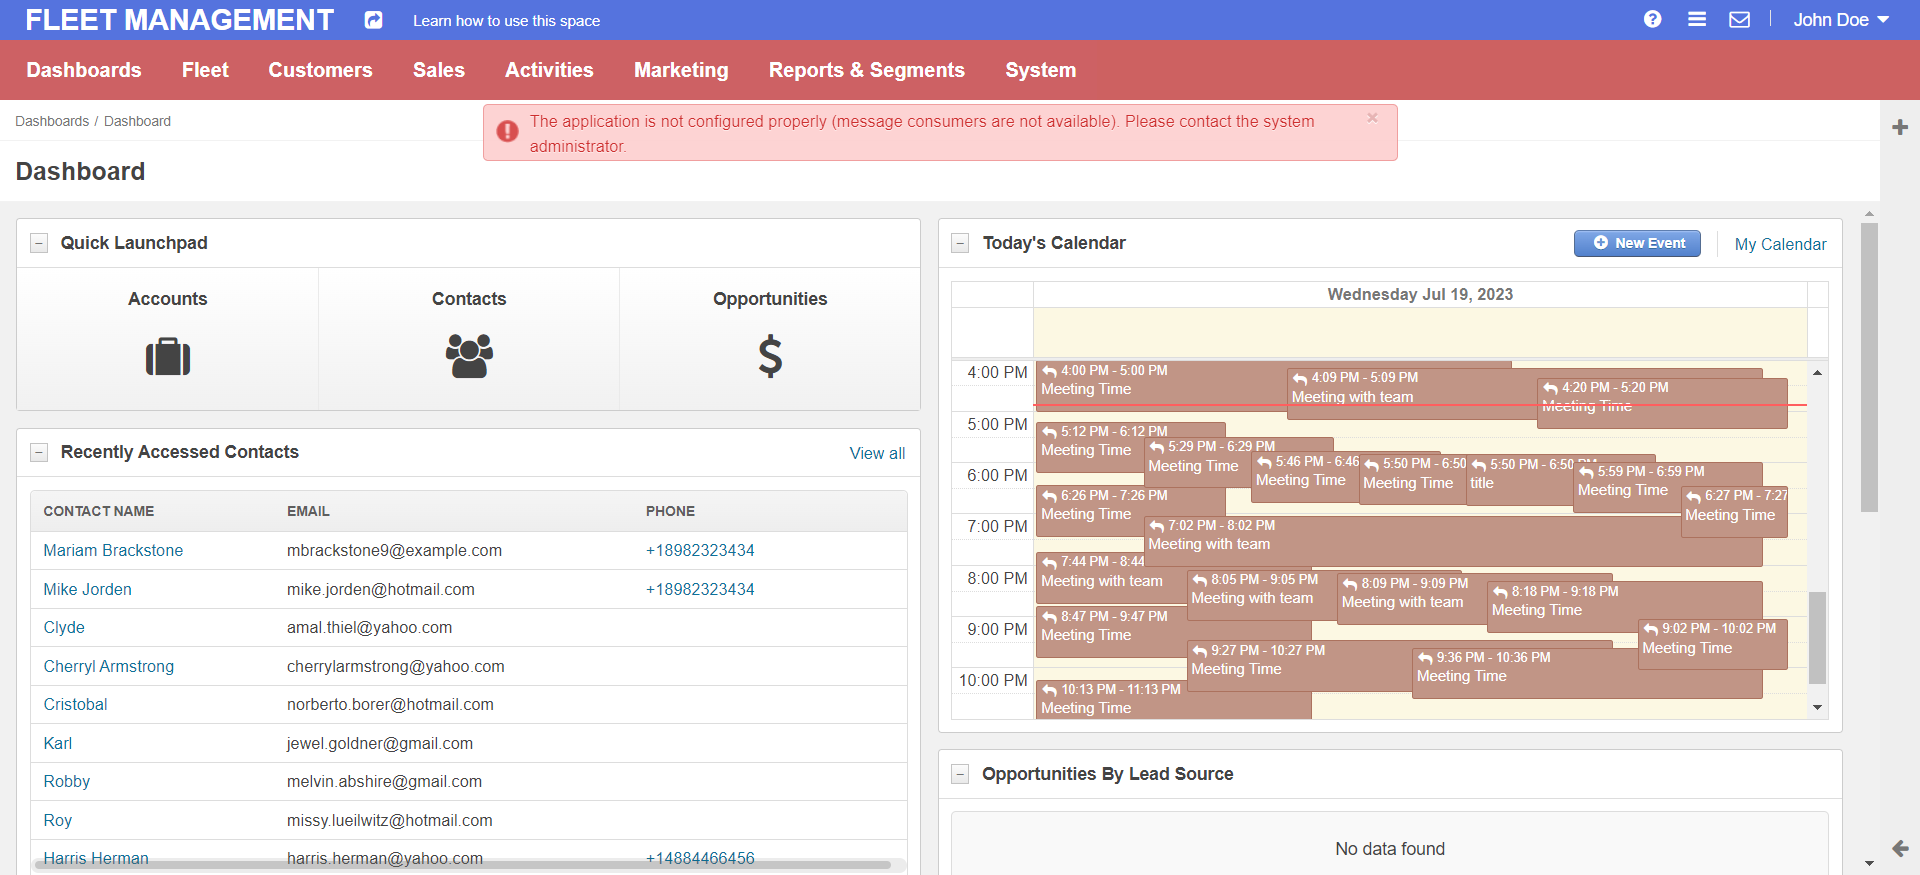 FLEET MANAGEMENT
Learn how to use this space
John Doe
Dashboards
Fleet
Customers
Sales
Activities
Marketing
Reports & Segments
System
Dashboards / Dashboard
The application is not configured properly (message consumers are not available). Please contact the system
administrator.
×
Dashboard
Quick Launchpad
Accounts
Contacts
Opportunities
Recently Accessed Contacts
View all
CONTACT NAME EMAIL PHONE
Mariam Brackstone mbrackstone9@example.com +18982323434
Mike Jorden mike.jorden@hotmail.com +18982323434
Clyde amal.thiel@yahoo.com
Cherryl Armstrong cherrylarmstrong@yahoo.com
Cristobal norberto.borer@hotmail.com
Karl jewel.goldner@gmail.com
Robby melvin.abshire@gmail.com
Roy missy.lueilwitz@hotmail.com
Harris Herman harris.herman@yahoo.com +14884466456
Today's Calendar
New Event
My Calendar
Wednesday Jul 19, 2023
4:00 PM
5:00 PM
6:00 PM
7:00 PM
8:00 PM
9:00 PM
10:00 PM
4:00 PM - 5:00 PM
Meeting Time
4:09 PM - 5:09 PM
Meeting with team
4:20 PM - 5:20 PM
Meeting Time
5:12 PM - 6:12 PM
Meeting Time
5:29 PM - 6:29 PM
Meeting Time
5:46 PM - 6:46
Meeting Time
5:50 PM - 6:50
Meeting Time
5:50 PM - 6:50
title
5:59 PM - 6:59 PM
Meeting Time
6:26 PM - 7:26 PM
Meeting Time
6:27 PM - 7:27
Meeting Time
7:02 PM - 8:02 PM
Meeting with team
7:44 PM - 8:44
Meeting with team
8:05 PM - 9:05 PM
Meeting with team
8:09 PM - 9:09 PM
Meeting with team
8:18 PM - 9:18 PM
Meeting Time
8:47 PM - 9:47 PM
Meeting Time
9:02 PM - 10:02 PM
Meeting Time
9:27 PM - 10:27 PM
Meeting Time
9:36 PM - 10:36 PM
Meeting Time
10:13 PM - 11:13 PM
Meeting Time
Opportunities By Lead Source
No data found